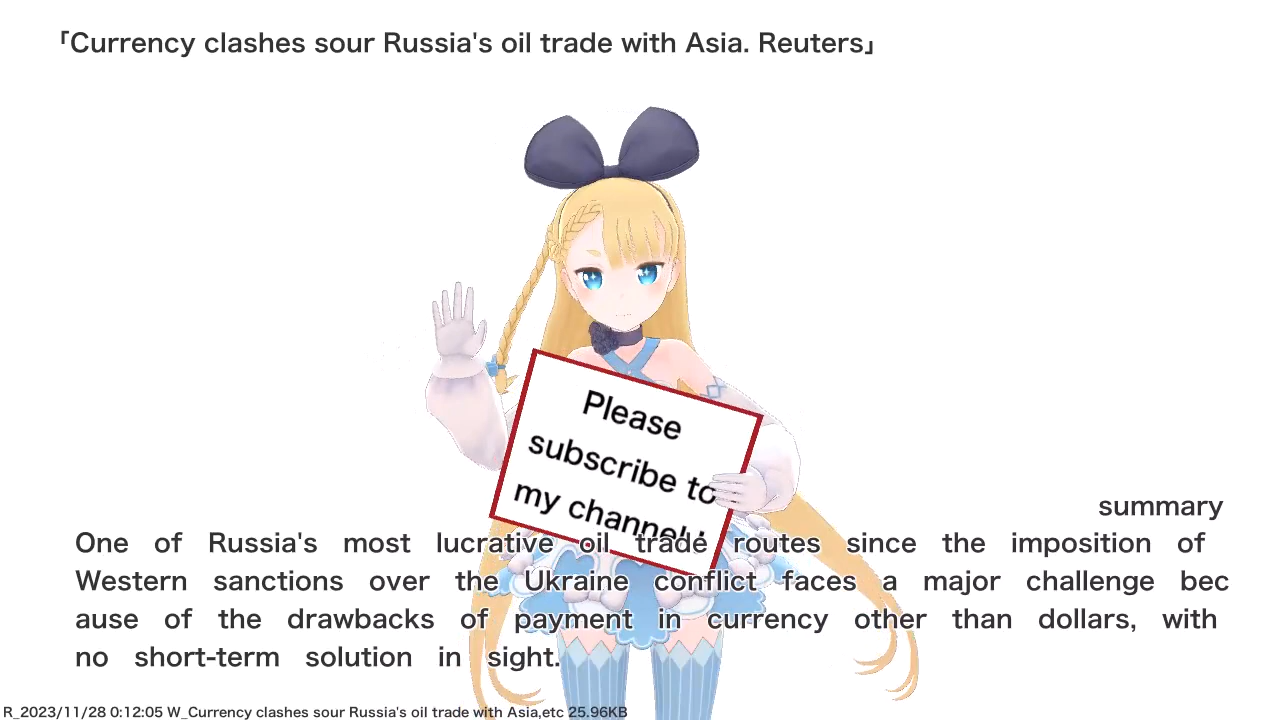 「Currency clashes sour Russia's oil trade with Asia. Reuters」
Please
subscribe to
my channel!
summary
One of Russia's most lucrative oil trade routes since the imposition of
Western sanctions over the Ukraine conflict faces a major challenge bec
ause of the drawbacks of payment in currency other than dollars, with
no short-term solution in sight.
R_2023/11/28 0:12:05 W_Currency clashes sour Russia's oil trade with Asia,etc 25.96KB